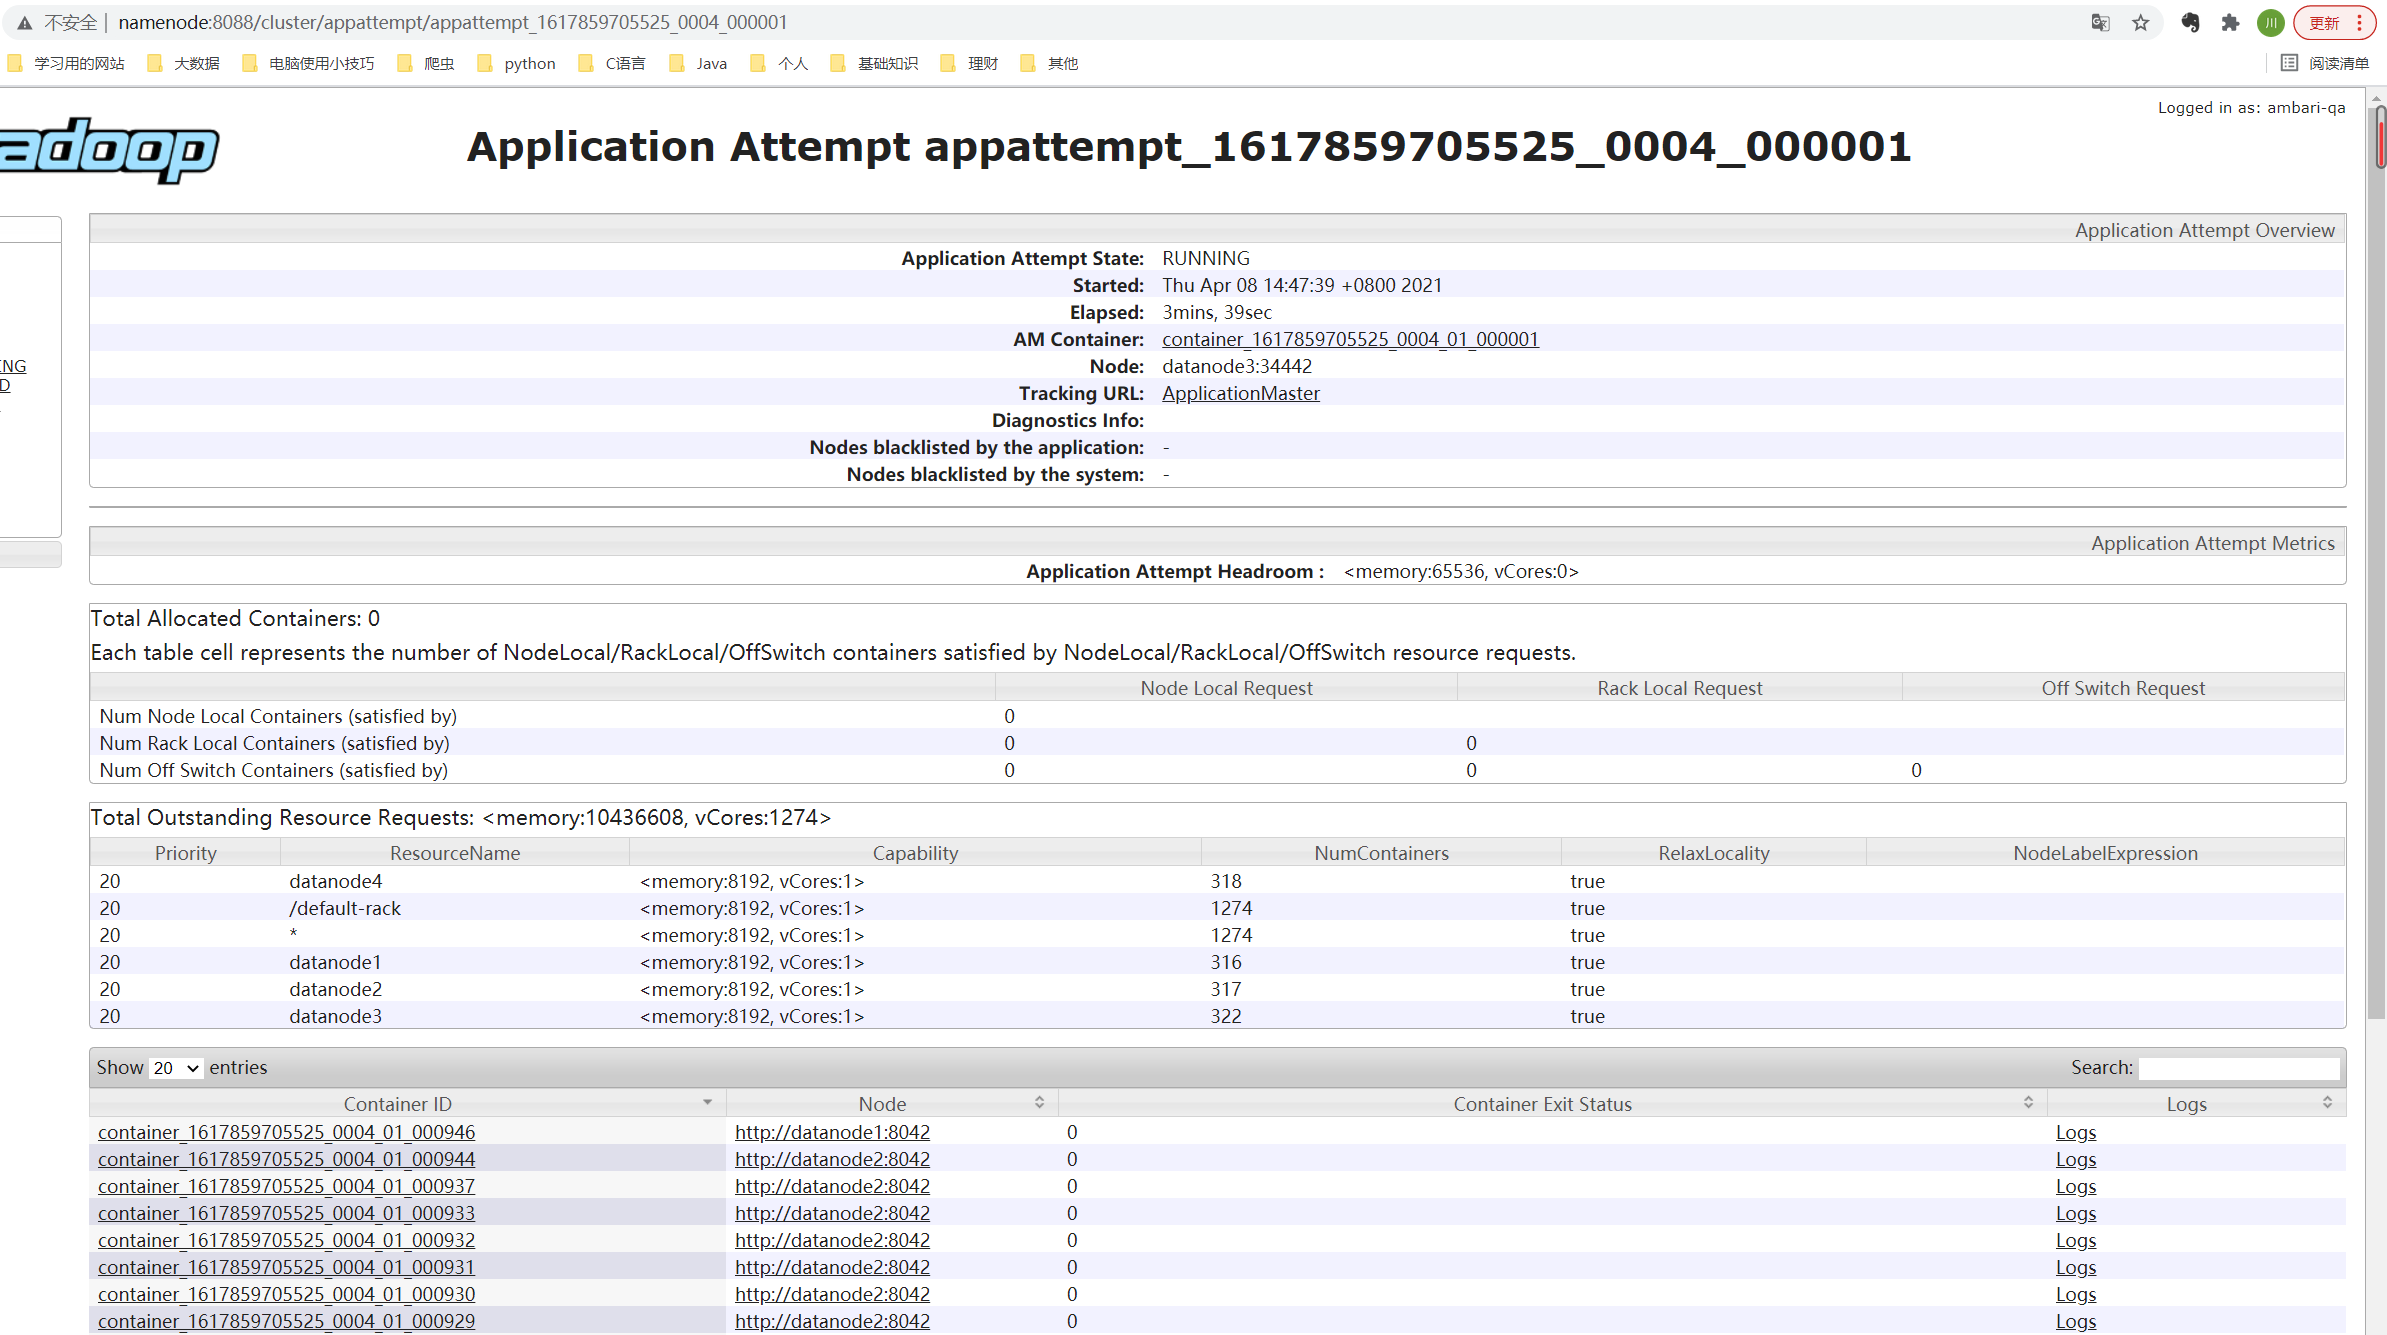 不安全 namenode:8088/cluster/appattempt/appattempt_1617859705525_0004_000001 川 更新
学习用的网站 大数据 电脑使用小技巧 爬虫 python C语言 Java 个人 基础知识 理财 其他 阅读清单
Logged in as: ambari-qa
adoop
Application Attempt appattempt_1617859705525_0004_000001
ING
D
Application Attempt Overview
Application Attempt State: RUNNING
Started: Thu Apr 08 14:47:39 +0800 2021
Elapsed: 3mins, 39sec
AM Container: container_1617859705525_0004_01_000001
Node: datanode3:34442
Tracking URL: ApplicationMaster
Diagnostics Info:
Nodes blacklisted by the application: -
Nodes blacklisted by the system: -
Application Attempt Metrics
Application Attempt Headroom : <memory:65536, vCores:0>
Total Allocated Containers: 0
Each table cell represents the number of NodeLocal/RackLocal/OffSwitch containers satisfied by NodeLocal/RackLocal/OffSwitch resource requests.
Node Local Request Rack Local Request Off Switch Request
Num Node Local Containers (satisfied by) 0
Num Rack Local Containers (satisfied by) 0 0
Num Off Switch Containers (satisfied by) 0 0 0
Total Outstanding Resource Requests: <memory:10436608, vCores:1274>
Priority ResourceName Capability NumContainers RelaxLocality NodeLabelExpression
20 datanode4 <memory:8192, vCores:1> 318 true
20 /default-rack <memory:8192, vCores:1> 1274 true
20 * <memory:8192, vCores:1> 1274 true
20 datanode1 <memory:8192, vCores:1> 316 true
20 datanode2 <memory:8192, vCores:1> 317 true
20 datanode3 <memory:8192, vCores:1> 322 true
Show 20 entries Search:
Container ID Node Container Exit Status Logs
container_1617859705525_0004_01_000946 http://datanode1:8042 0 Logs
container_1617859705525_0004_01_000944 http://datanode2:8042 0 Logs
container_1617859705525_0004_01_000937 http://datanode2:8042 0 Logs
container_1617859705525_0004_01_000933 http://datanode2:8042 0 Logs
container_1617859705525_0004_01_000932 http://datanode2:8042 0 Logs
container_1617859705525_0004_01_000931 http://datanode2:8042 0 Logs
container_1617859705525_0004_01_000930 http://datanode2:8042 0 Logs
container_1617859705525_0004_01_000929 http://datanode2:8042 0 Logs